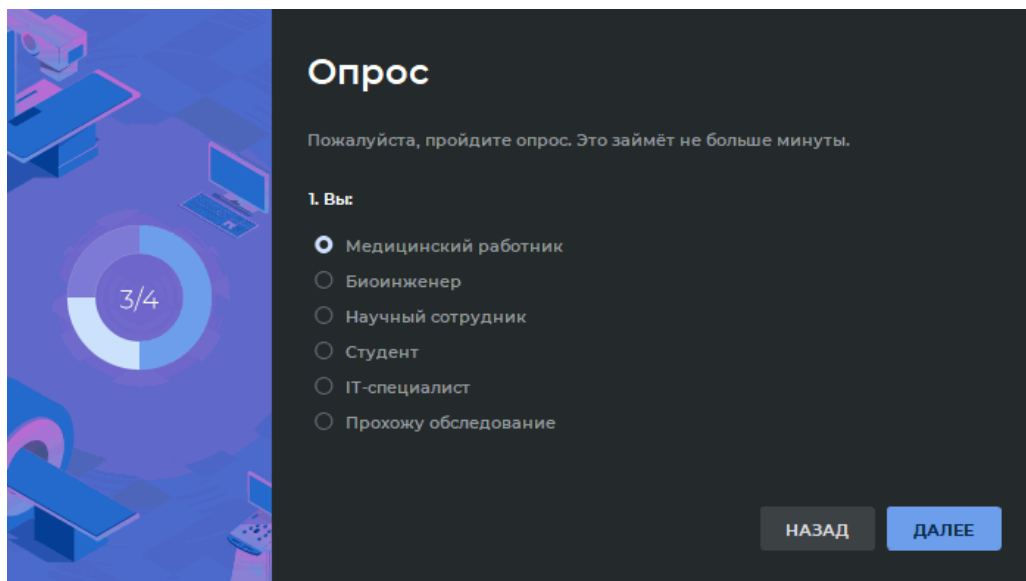 Опрос
Пожалуйста, пройдите опрос. Это займёт не больше минуты.
1. Вы:
Медицинский работник
Биоинженер
Научный сотрудник
Студент
IT-специалист
Прохожу обследование
3/4
НАЗАД
ДАЛЕЕ